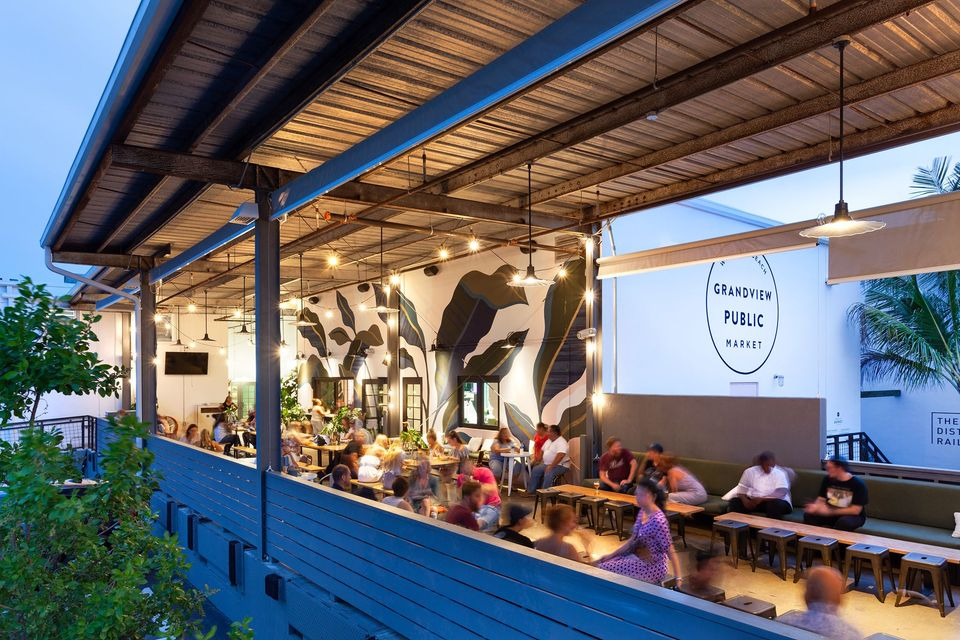 GRANDVIEW
PUBLIC
MARKET
THE
DIST
RAIL